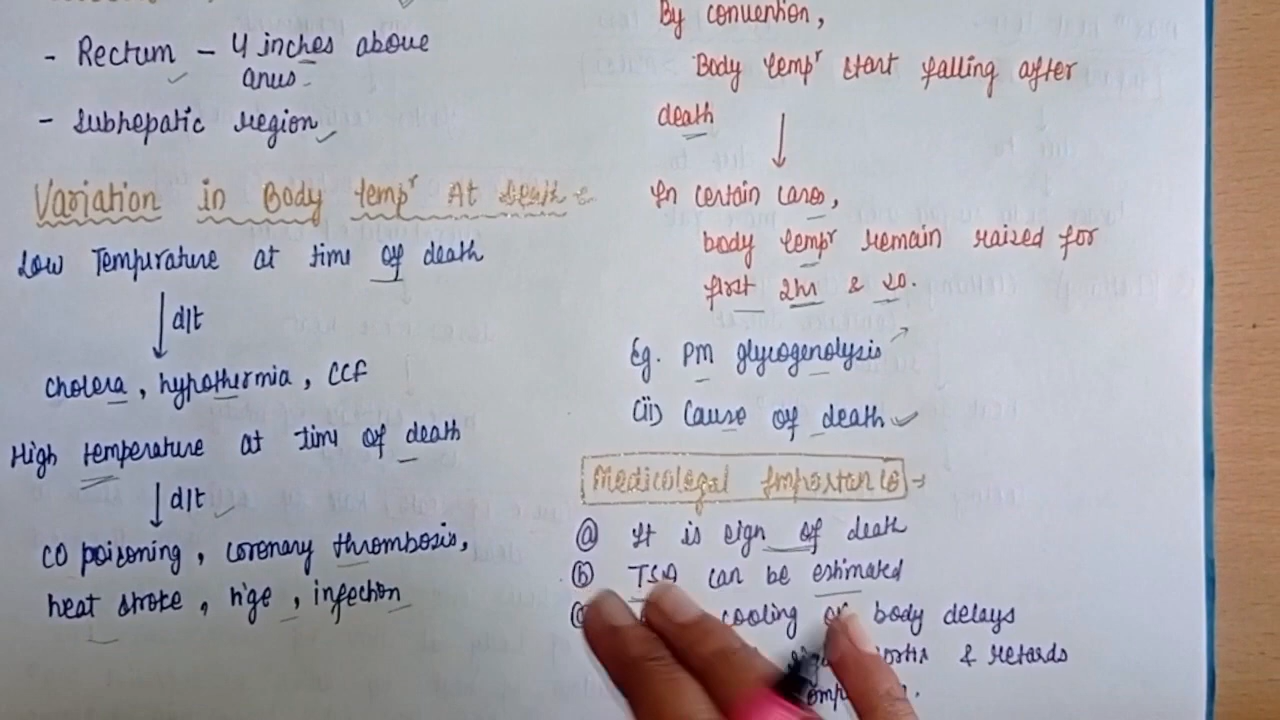 - Rectum - 4 inches above
anus.
- Subhepatic region
Variation in Body tempr At death
Low Temperature at time of death
d/t
cholera, hypothermia, CCF
High temperature at time of death
d/t
CO poisoning, coronary thrombosis,
heat stroke, h'ge, infection
By convention,
Body tempr start falling after
death
In certain cases,
body tempr remain raised for
first 2hr & so.
Eg. PM glycogenolysis
(ii) Cause of death
Medicolegal Importance
(a) It is sign of death
(b) TSD can be estimated
cooling of body delays
& retards